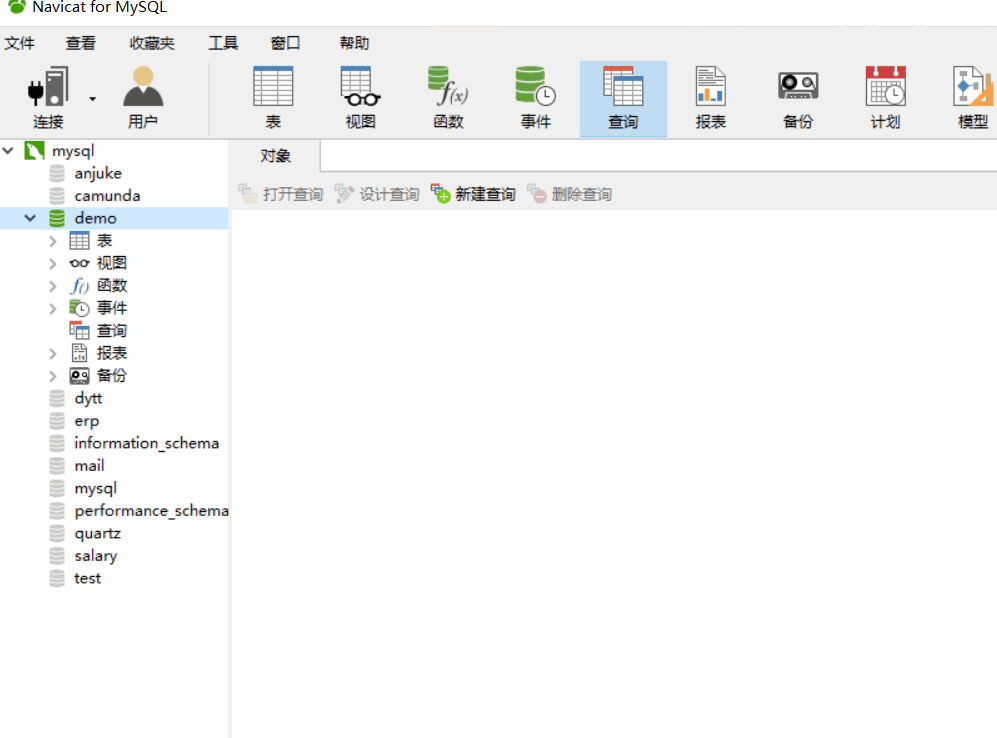 Navicat for MySQL
文件 查看 收藏夹 工具 窗口 帮助
连接 用户 表 视图 函数 事件 查询 报表 备份 计划 模型
mysql
对象
anjuke
camunda
打开查询 设计查询 新建查询 删除查询
demo
表
视图
函数
事件
查询
报表
备份
dytt
erp
information_schema
mail
mysql
performance_schema
quartz
salary
test